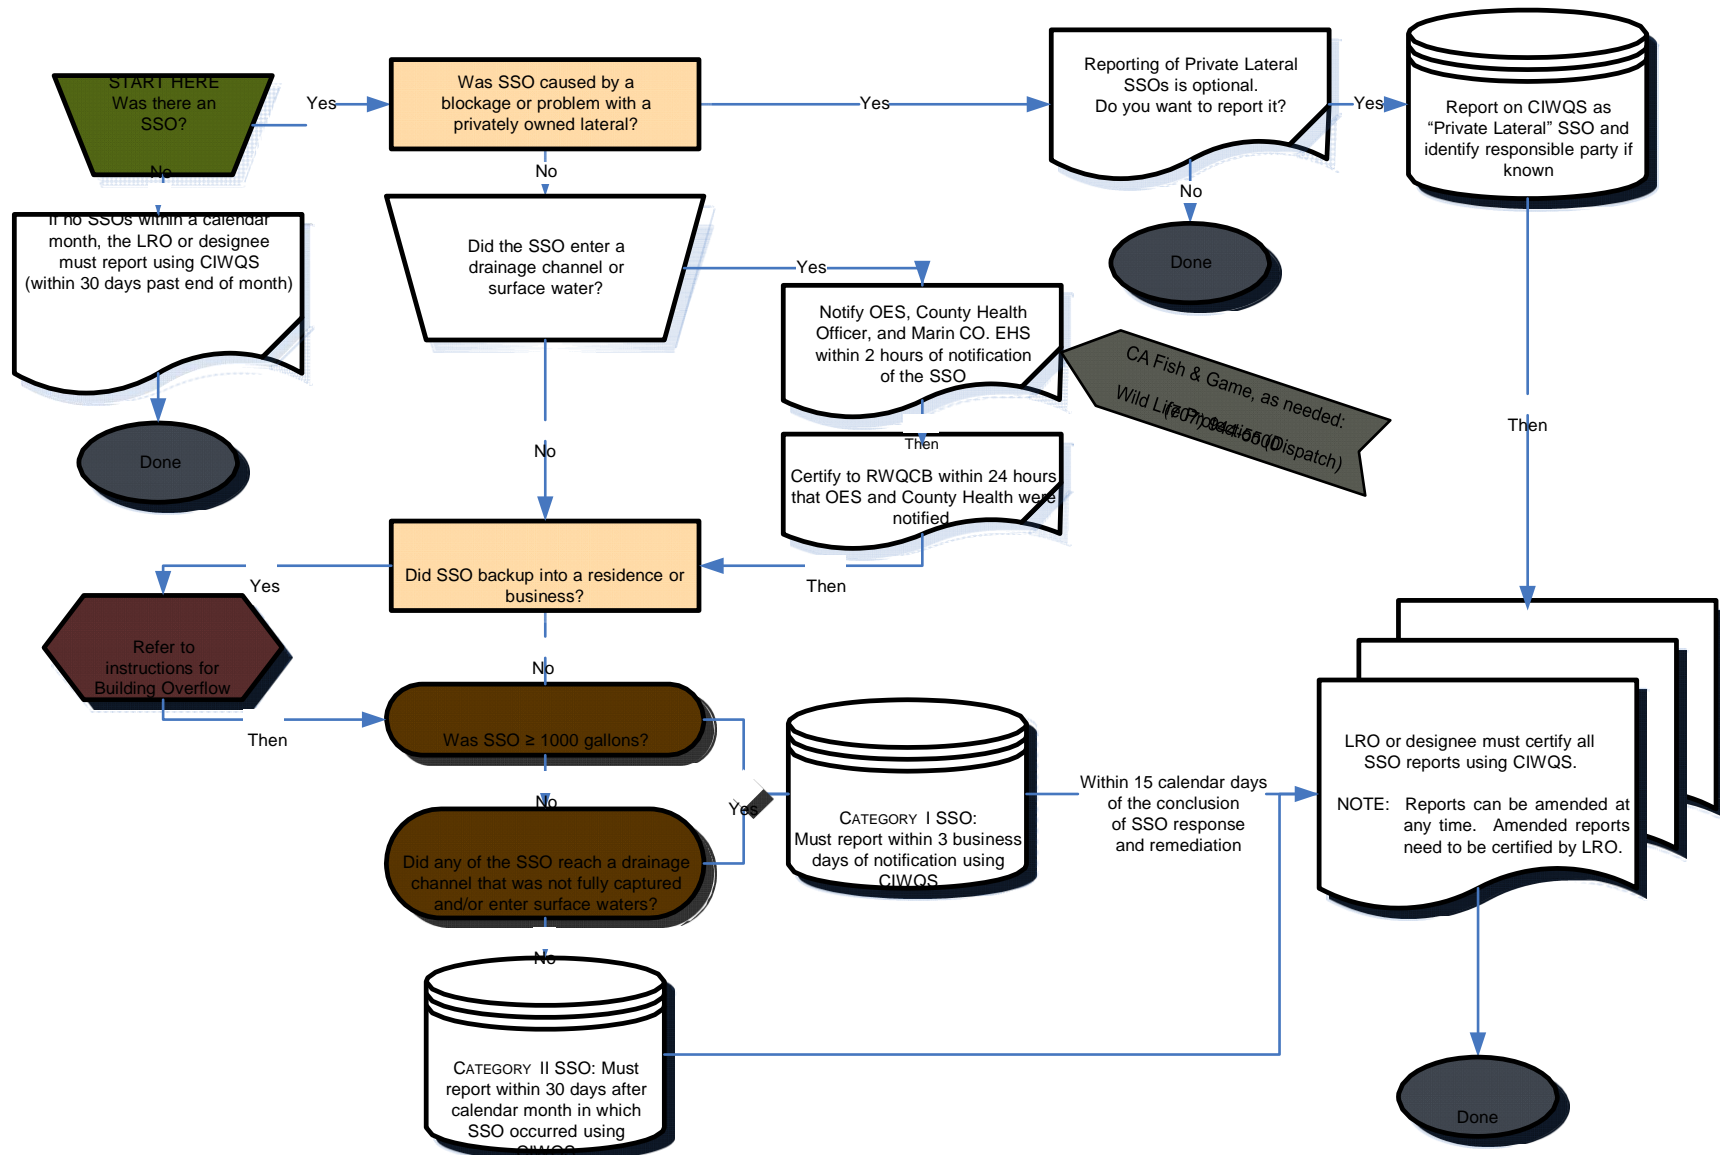 START HERE
Was there an
SSO?
Yes
No
Was SSO caused by a
blockage or problem with a
privately owned lateral?
Yes
No
Reporting of Private Lateral
SSOs is optional.
Do you want to report it?
Yes
No
Done
Report on CIWQS as
“Private Lateral” SSO and
identify responsible party if
known
Then
If no SSOs within a calendar
month, the LRO or designee
must report using CIWQS
(within 30 days past end of month)
Done
Did the SSO enter a
drainage channel or
surface water?
Yes
No
Notify OES, County Health
Officer, and Marin CO. EHS
within 2 hours of notification
of the SSO
CA Fish & Game, as needed:
Wild Life Protection (Dispatch)
(707) 944-5500
Then
Certify to RWQCB within 24 hours
that OES and County Health were
notified
Then
Did SSO backup into a residence or
business?
Yes
No
Refer to
instructions for
Building Overflow
Then
Was SSO ≥ 1000 gallons?
No
Yes
Did any of the SSO reach a drainage
channel that was not fully captured
and/or enter surface waters?
No
CATEGORY I SSO:
Must report within 3 business
days of notification using
CIWQS
Within 15 calendar days
of the conclusion
of SSO response
and remediation
CATEGORY II SSO: Must
report within 30 days after
calendar month in which
SSO occurred using
CIWQS
LRO or designee must certify all
SSO reports using CIWQS.
NOTE: Reports can be amended at
any time. Amended reports
need to be certified by LRO.
Done